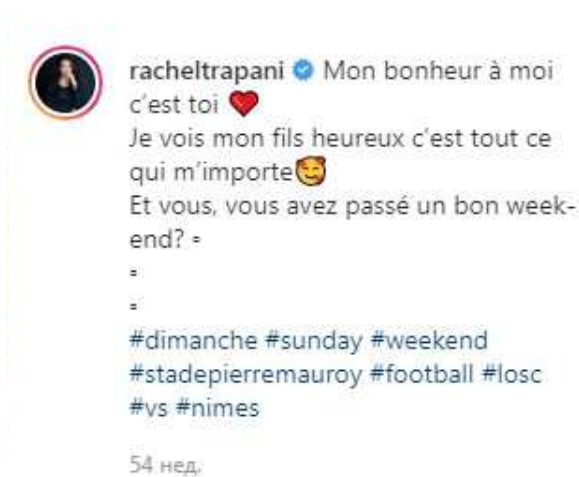 racheltrapani Mon bonheur à moi
c'est toi ❤️
Je vois mon fils heureux c'est tout ce
qui m'importe🥰
Et vous, vous avez passé un bon week-
end? ▫️
▫️
▫️
#dimanche #sunday #weekend
#stadepierremauroy #football #losc
#vs #nimes
54 нед.